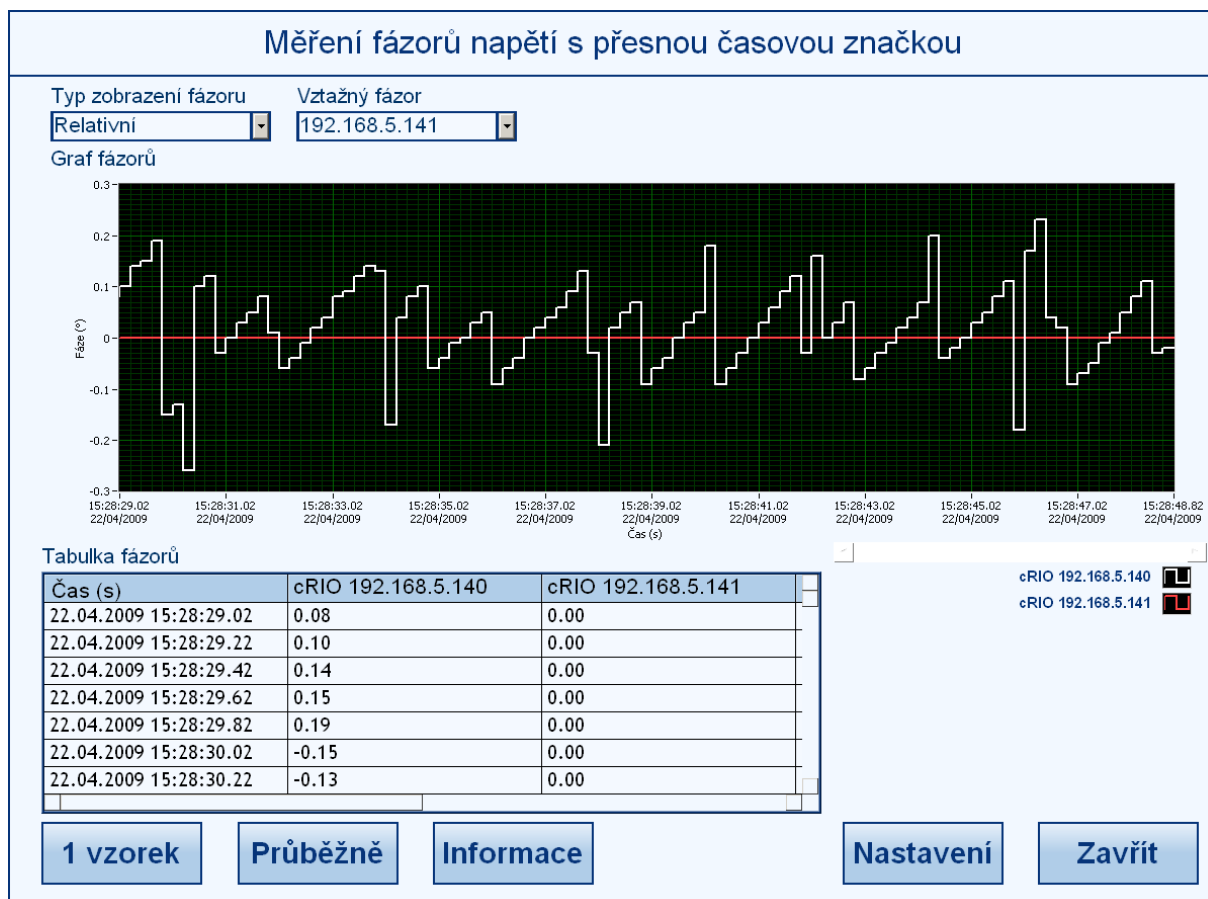 Měření fázorů napětí s přesnou časovou značkou
Typ zobrazení fázoru Vztažný fázor
Relativní 192.168.5.141
Graf fázorů
0.3
0.2
0.1
0
-0.1
-0.2
-0.3
Fáze (°)
15:28:29.02 15:28:31.02 15:28:33.02 15:28:35.02 15:28:37.02 15:28:39.02 15:28:41.02 15:28:43.02 15:28:45.02 15:28:47.02 15:28:48.82
22/04/2009 22/04/2009 22/04/2009 22/04/2009 22/04/2009 22/04/2009 22/04/2009 22/04/2009 22/04/2009 22/04/2009 22/04/2009
Čas (s)
Tabulka fázorů
cRIO 192.168.5.140
cRIO 192.168.5.141
Čas (s) cRIO 192.168.5.140 cRIO 192.168.5.141
22.04.2009 15:28:29.02 0.08 0.00
22.04.2009 15:28:29.22 0.10 0.00
22.04.2009 15:28:29.42 0.14 0.00
22.04.2009 15:28:29.62 0.15 0.00
22.04.2009 15:28:29.82 0.19 0.00
22.04.2009 15:28:30.02 -0.15 0.00
22.04.2009 15:28:30.22 -0.13 0.00
1 vzorek Průběžně Informace Nastavení Zavřít